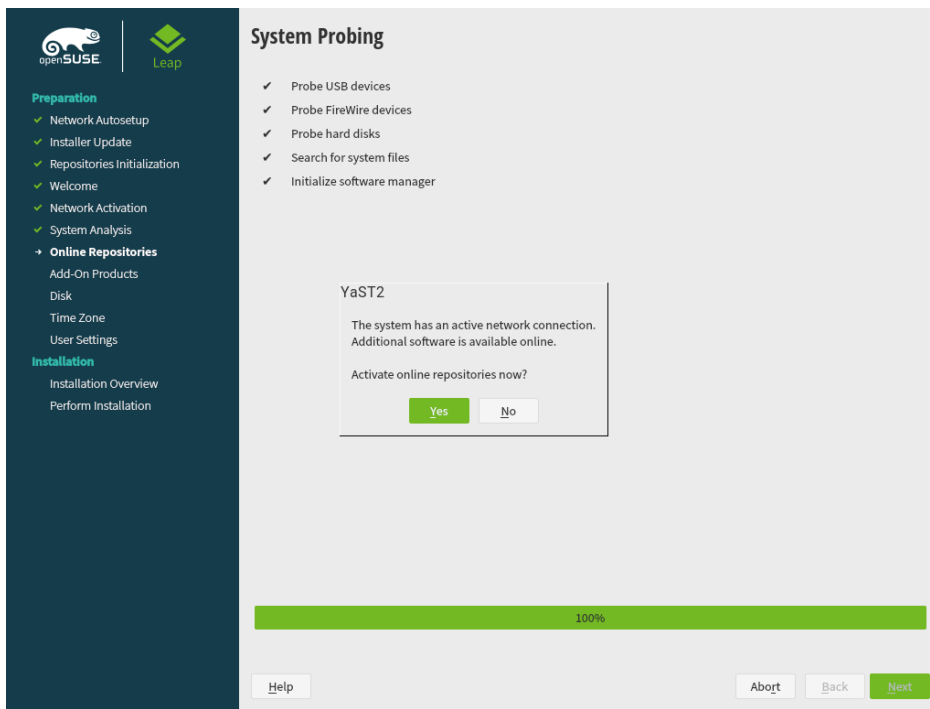 openSUSE
Leap
Preparation
Network Autosetup
Installer Update
Repositories Initialization
Welcome
Network Activation
System Analysis
Online Repositories
Add-On Products
Disk
Time Zone
User Settings
Installation
Installation Overview
Perform Installation
System Probing
Probe USB devices
Probe FireWire devices
Probe hard disks
Search for system files
Initialize software manager
YaST2
The system has an active network connection.
Additional software is available online.
Activate online repositories now?
Yes No
100%
Help Abort Back Next